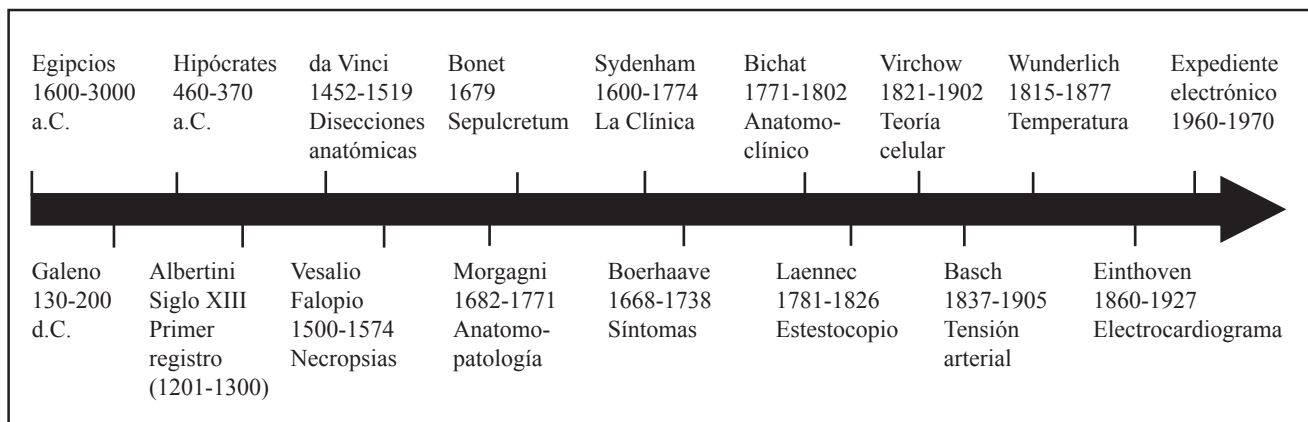 Egipcios
1600-3000
a.C.
Hipócrates
460-370
a.C.
da Vinci
1452-1519
Disecciones
anatómicas
Bonet
1679
Sepulcretum
Sydenham
1600-1774
La Clínica
Bichat
1771-1802
Anatomo-
clínico
Virchow
1821-1902
Teoría
celular
Wunderlich
1815-1877
Temperatura
Expediente
electrónico
1960-1970
Galeno
130-200
d.C.
Albertini
Siglo XIII
Primer
registro
(1201-1300)
Vesalio
Falopio
1500-1574
Necropsias
Morgagni
1682-1771
Anatomo-
patología
Boerhaave
1668-1738
Síntomas
Laennec
1781-1826
Estestocopio
Basch
1837-1905
Tensión
arterial
Einthoven
1860-1927
Electrocardiograma